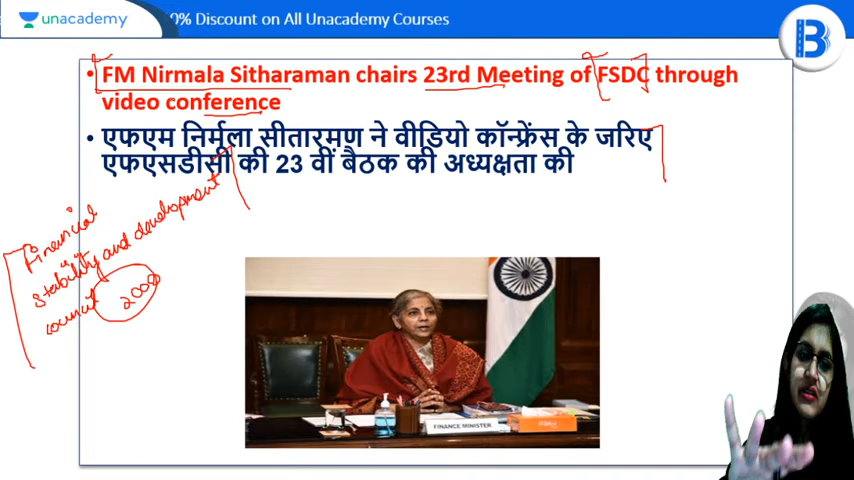 unacademy
0% Discount on All Unacademy Courses
B
• FM Nirmala Sitharaman chairs 23rd Meeting of FSDC through
video conference
• एफएम निर्मला सीतारमण ने वीडियो कॉन्फ्रेंस के जरिए
एफएसडीसी की 23 वीं बैठक की अध्यक्षता की
Financial
stability and development
council
2008
FINANCE MINISTER